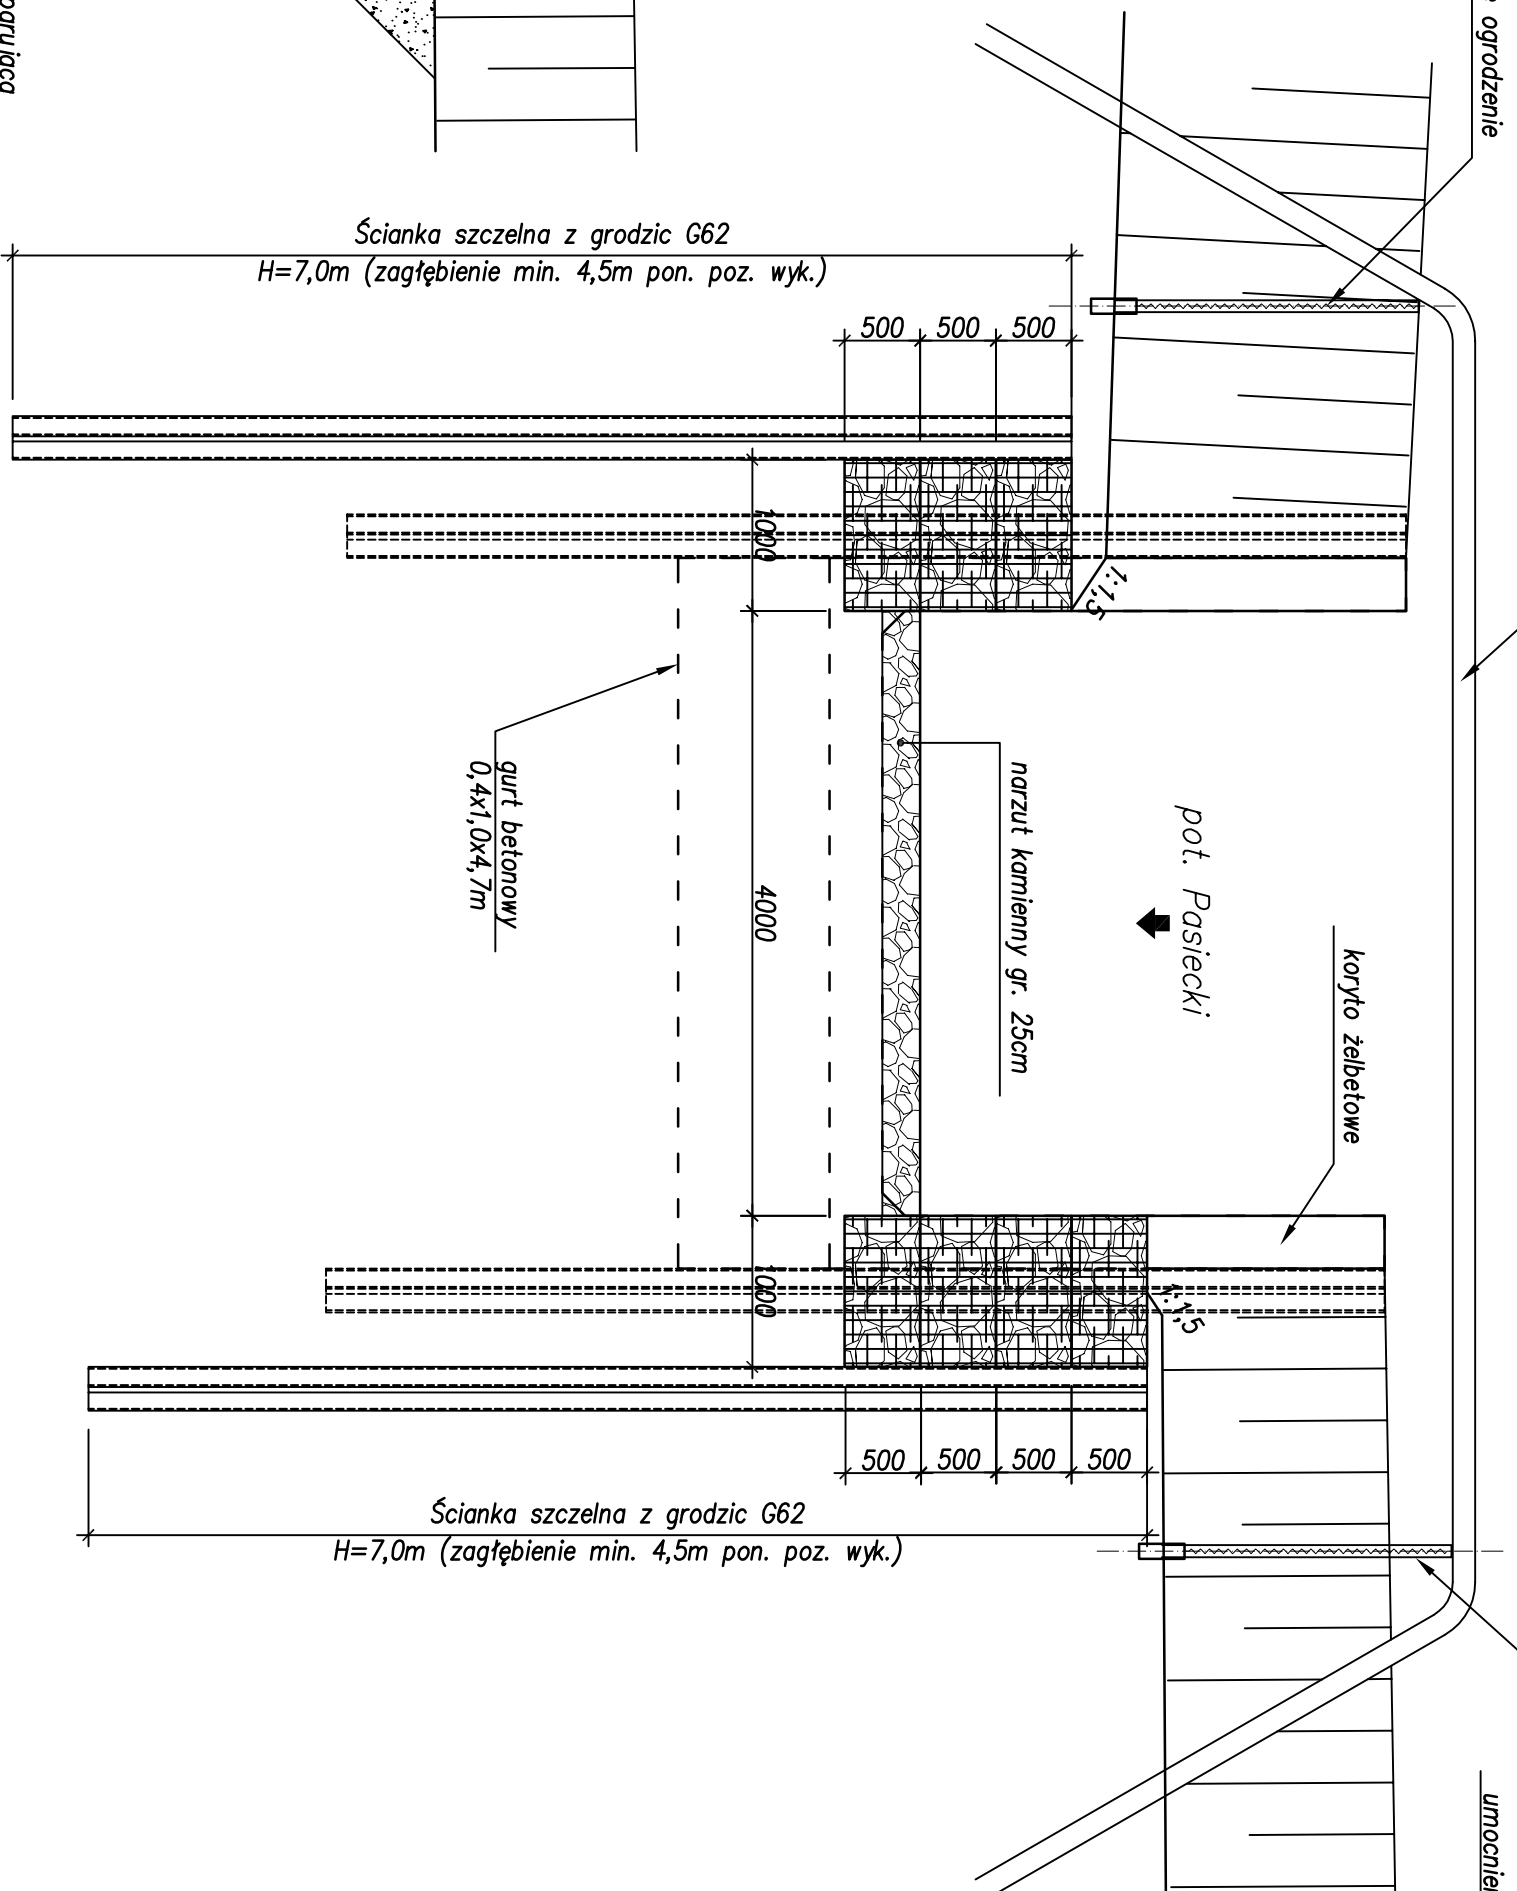 ogrodzenie
Ścianka szczelna z grodzic G62
H=7,0m (zagłębienie min. 4,5m pon. poz. wyk.)
500 500 500
1000
1:1,5
gurt betonowy
0,4x1,0x4,7m
4000
narzut kamienny gr. 25cm
pot. Pasiecki
koryto żelbetowe
1000
1:1,5
500 500 500 500
Ścianka szczelna z grodzic G62
H=7,0m (zagłębienie min. 4,5m pon. poz. wyk.)